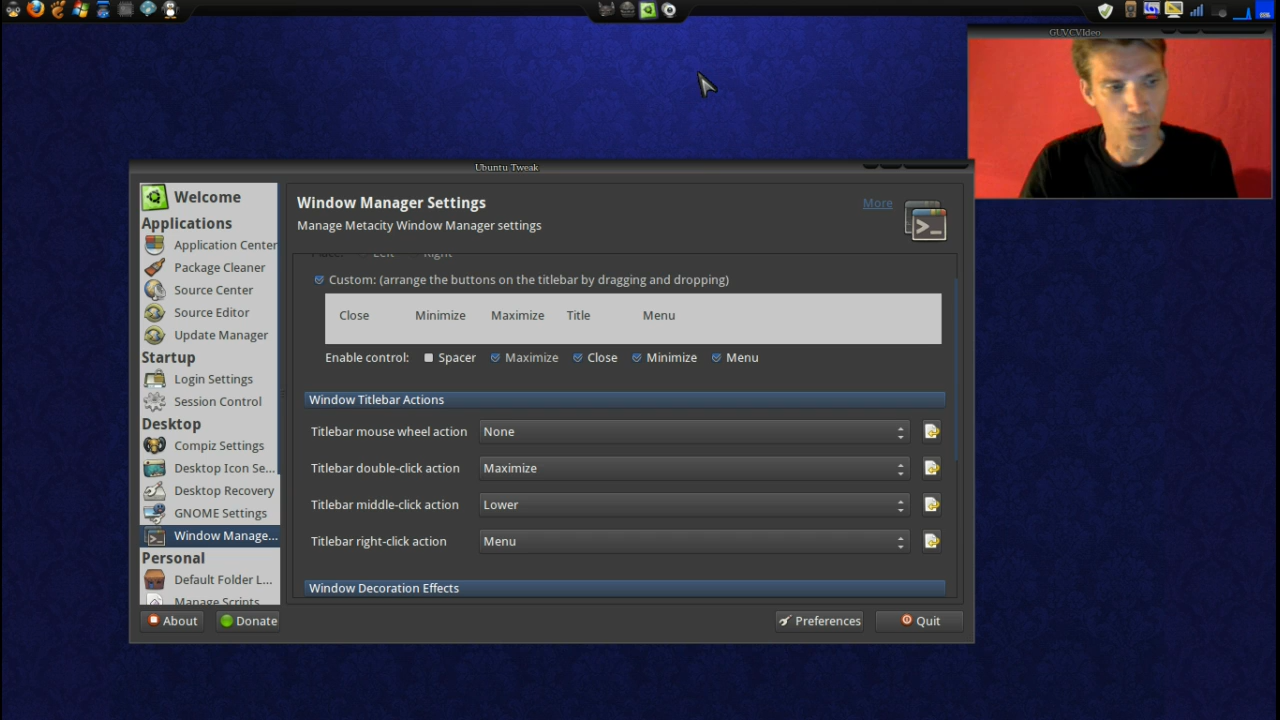 GUVCVIdeo
Ubuntu Tweak
Welcome
Applications
Application Center
Package Cleaner
Source Center
Source Editor
Update Manager
Startup
Login Settings
Session Control
Desktop
Compiz Settings
Desktop Icon Se...
Desktop Recovery
GNOME Settings
Window Manage...
Personal
Default Folder L...
Manage Scripts
About
Donate
Window Manager Settings
More
Manage Metacity Window Manager settings
Left Right
Custom: (arrange the buttons on the titlebar by dragging and dropping)
Close Minimize Maximize Title Menu
Enable control: Spacer Maximize Close Minimize Menu
Window Titlebar Actions
Titlebar mouse wheel action None
Titlebar double-click action Maximize
Titlebar middle-click action Lower
Titlebar right-click action Menu
Window Decoration Effects
Preferences Quit